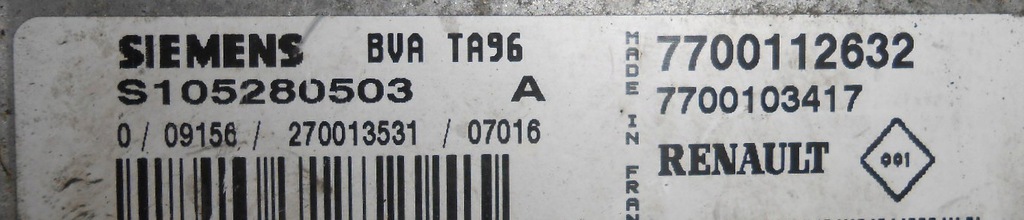 SIEMENS BVA TA96
S105280503 A
0 / 09156 / 270013531 / 07016
MADE IN FRAN
7700112632
7700103417
RENAULT 001